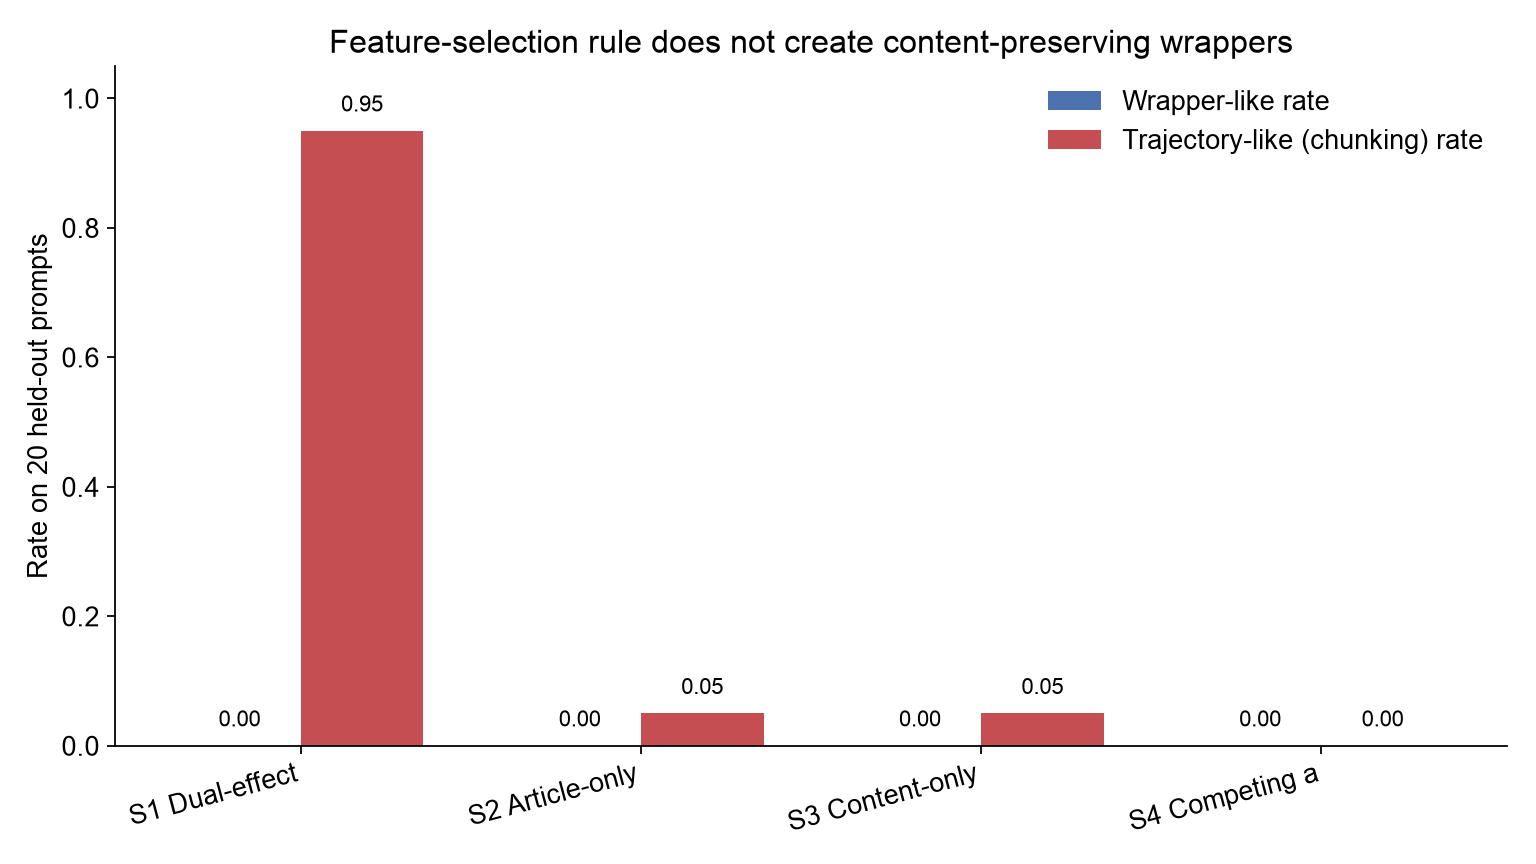 Feature-selection rule does not create content-preserving wrappers
Wrapper-like rate
Trajectory-like (chunking) rate
Rate on 20 held-out prompts
1.0
0.8
0.6
0.4
0.2
0.0
0.00
0.95
0.00
0.05
0.00
0.05
0.00
0.00
S1 Dual-effect
S2 Article-only
S3 Content-only
S4 Competing a